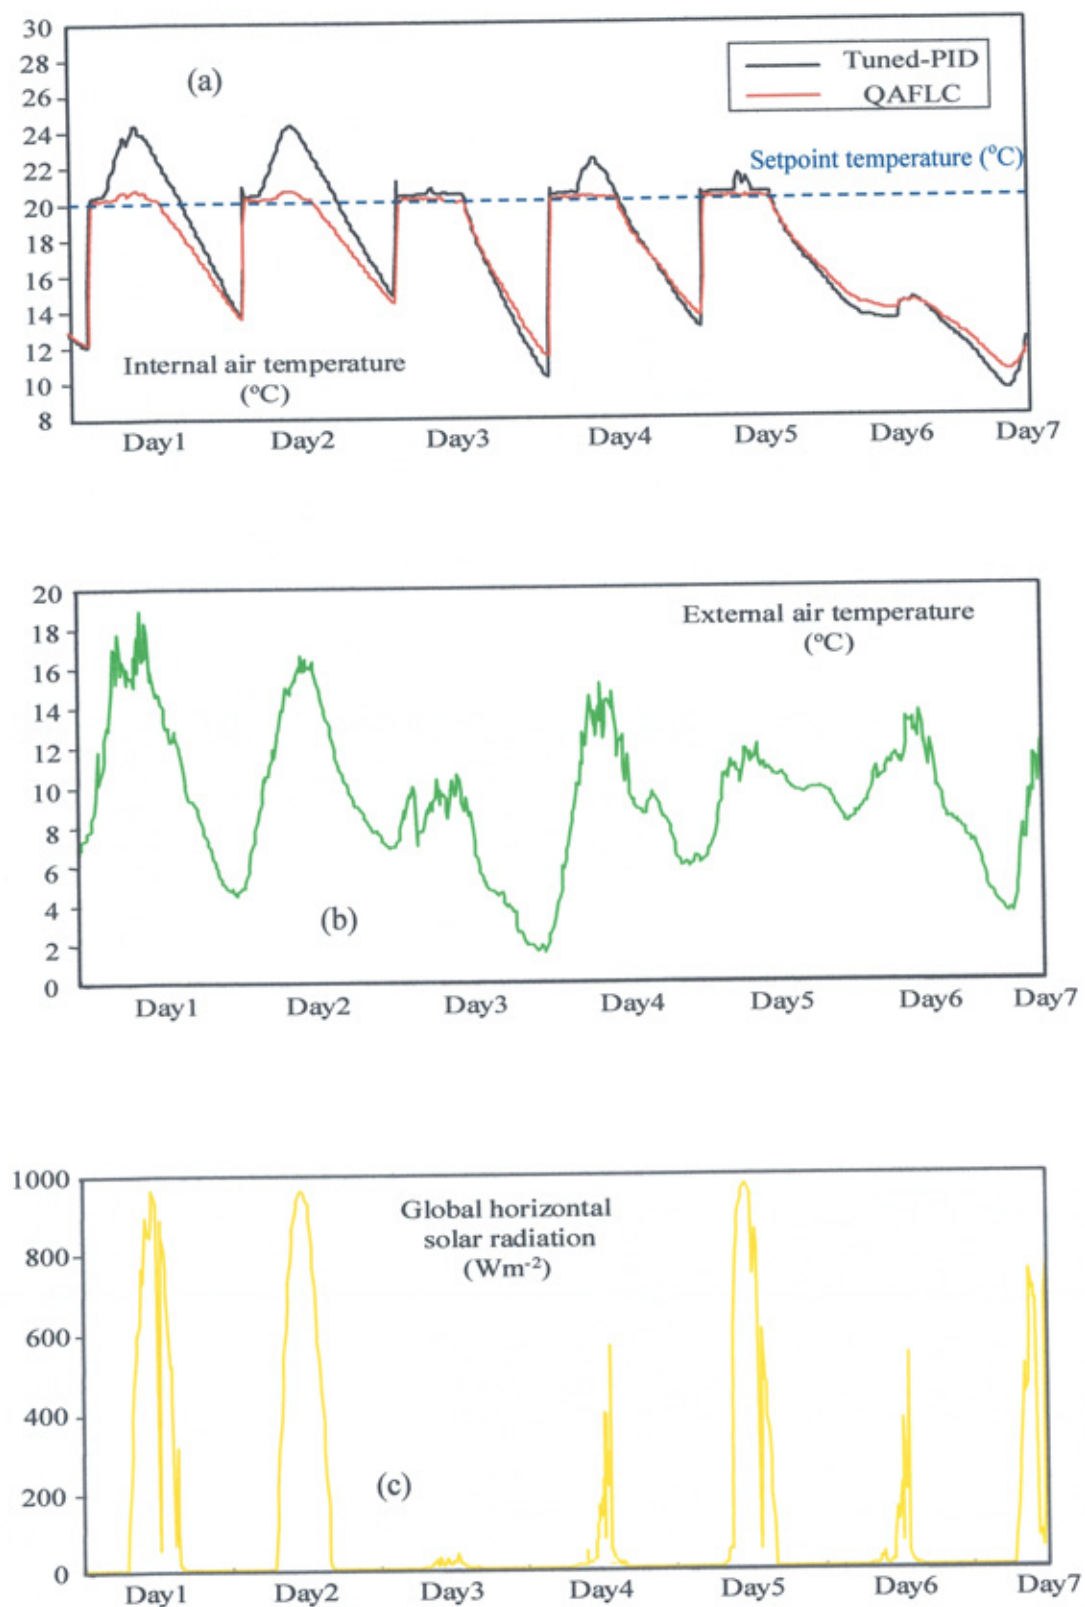 30
28
26
24
22
20
18
16
14
12
10
8
(a)
Tuned-PID
QAFLC
Setpoint temperature (°C)
Internal air temperature
(°C)
Day1 Day2 Day3 Day4 Day5 Day6 Day7
20
18
16
14
12
10
8
6
4
2
0
External air temperature
(°C)
(b)
Day1 Day2 Day3 Day4 Day5 Day6 Day7
1000
800
600
400
200
0
Global horizontal
solar radiation
(Wm-2)
(c)
Day1 Day2 Day3 Day4 Day5 Day6 Day7